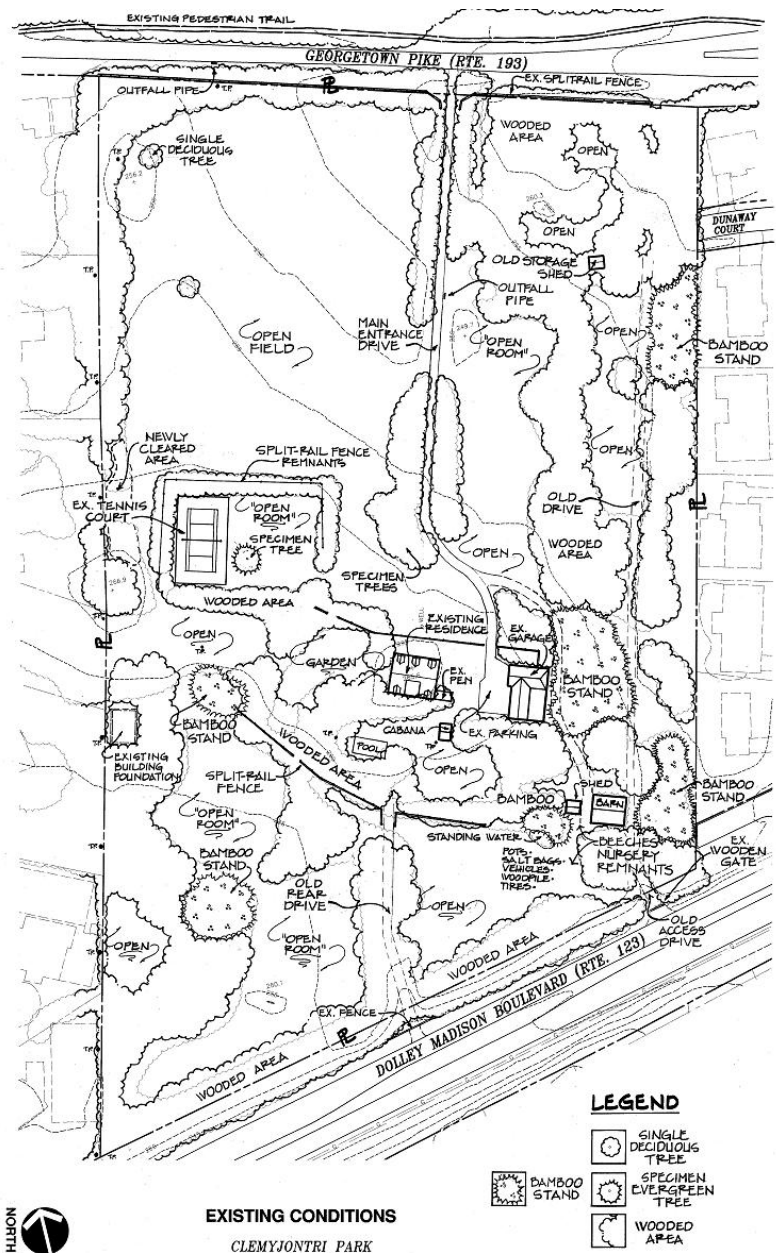 EXISTING PEDESTRIAN TRAIL
GEORGETOWN PIKE (RTE. 193)
OUTFALL PIPE
T.P.
PL
EX. SPLITRAIL FENCE
SINGLE
DECIDUOUS
TREE
T.P.
WOODED
AREA
OPEN
OPEN
DUNAWAY
COURT
OLD STORAGE
SHED
T.P.
OUTFALL
PIPE
OPEN
FIELD
MAIN
ENTRANCE
DRIVE
"OPEN
ROOM"
OPEN
BAMBOO
STAND
T.P.
NEWLY
CLEARED
AREA
SPLIT-RAIL FENCE
REMNANTS
OPEN
EX. TENNIS
COURT
"OPEN
ROOM"
SPECIMEN
TREE
OLD
DRIVE
PL
WOODED
AREA
OPEN
SPECIMEN
TREES
WOODED AREA
EXISTING
RESIDENCE
EX.
GARAGE
PL
OPEN
T.P.
GARDEN
EX.
PEN
BAMBOO
STAND
BAMBOO
STAND
CABANA
EX. PARKING
T.P.
POOL
T.P.
EXISTING
BUILDING
FOUNDATION
WOODED AREA
SPLIT-RAIL
FENCE
OPEN
SHED
BAMBOO
BARN
BAMBOO
STAND
"OPEN
ROOM"
STANDING WATER
POTS.
SALT BAGS.
VEHICLES.
WOODPILE.
TIRES.
BEECHES
NURSERY
REMNANTS
EX.
WOODEN
GATE
T.P.
BAMBOO
STAND
OLD
REAR
DRIVE
OPEN
OLD
ACCESS
DRIVE
OPEN
"OPEN
ROOM"
WOODED AREA
EX. FENCE
PL
DOLLEY MADISON BOULEVARD (RTE. 123)
WOODED AREA
T.P.
LEGEND
SINGLE
DECIDUOUS
TREE
BAMBOO
STAND
SPECIMEN
EVERGREEN
TREE
WOODED
AREA
NORTH
EXISTING CONDITIONS
CLEMYJONTRI PARK